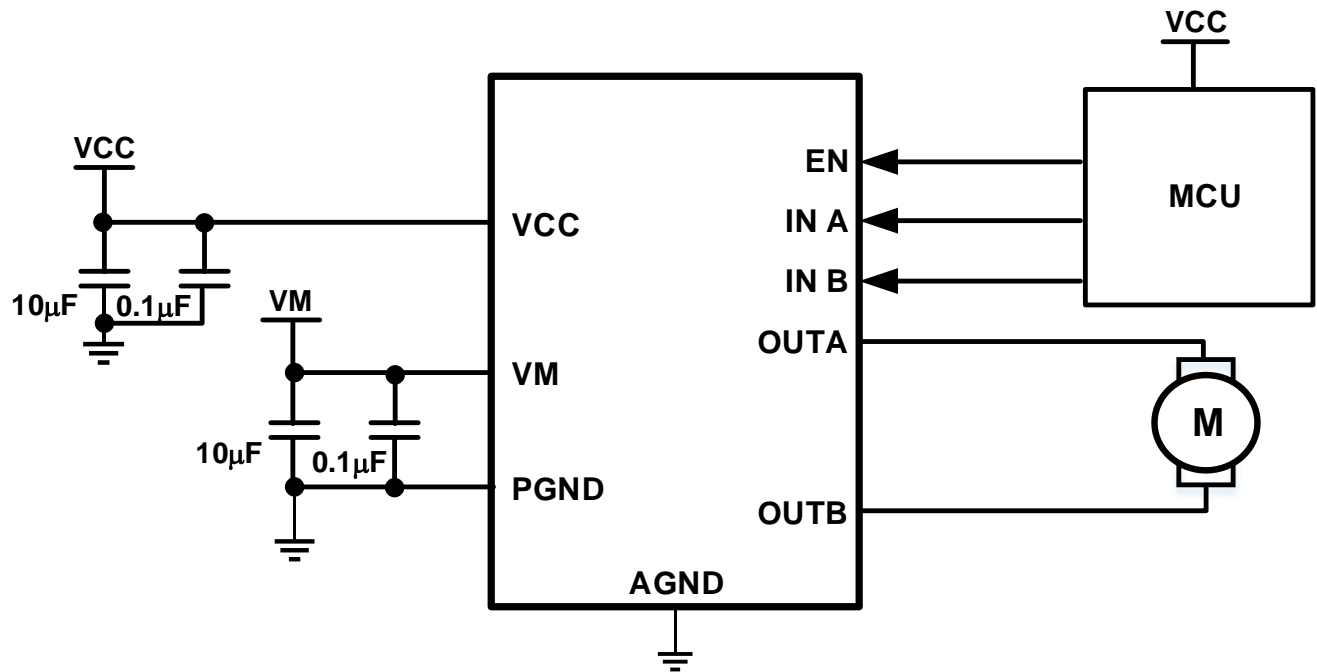 VCC
VCC
EN
MCU
VCC
IN A
10μF
0.1μF
IN B
VM
OUTA
VM
M
10μF
0.1μF
PGND
OUTB
AGND